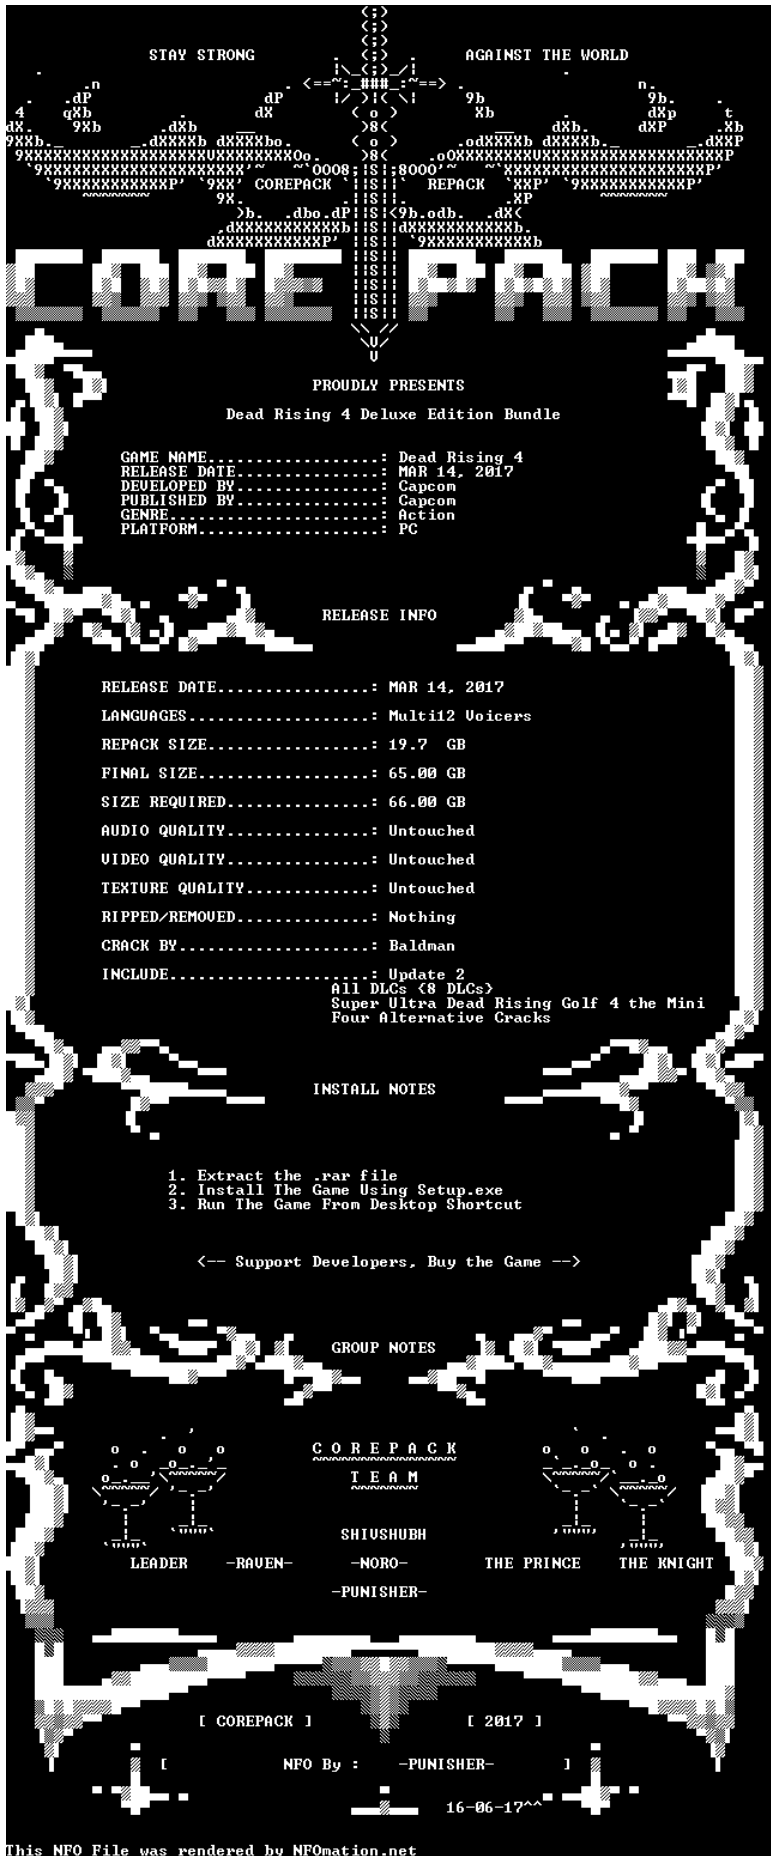 STAY STRONG AGAINST THE WORLD
COREPACK REPACK
CORE PACK
PROUDLY PRESENTS
Dead Rising 4 Deluxe Edition Bundle
GAME NAME..................: Dead Rising 4
RELEASE DATE...............: MAR 14, 2017
DEVELOPED BY...............: Capcom
PUBLISHED BY...............: Capcom
GENRE......................: Action
PLATFORM...................: PC
RELEASE INFO
RELEASE DATE................: MAR 14, 2017
LANGUAGES...................: Multi12 Voicers
REPACK SIZE.................: 19.7 GB
FINAL SIZE..................: 65.00 GB
SIZE REQUIRED...............: 66.00 GB
AUDIO QUALITY...............: Untouched
VIDEO QUALITY...............: Untouched
TEXTURE QUALITY.............: Untouched
RIPPED/REMOVED..............: Nothing
CRACK BY....................: Baldman
INCLUDE.....................: Update 2
All DLCs {8 DLCs}
Super Ultra Dead Rising Golf 4 the Mini
Four Alternative Cracks
INSTALL NOTES
1. Extract the .rar file
2. Install The Game Using Setup.exe
3. Run The Game From Desktop Shortcut
<-- Support Developers, Buy the Game -->
GROUP NOTES
C O R E P A C K
T E A M
SHIVSHUBH
LEADER -RAVEN- -NORO- THE PRINCE THE KNIGHT
-PUNISHER-
[ COREPACK ] [ 2017 ]
[ NFO By : -PUNISHER- ]
16-06-17^^
This NFO File was rendered by NFOmation.net